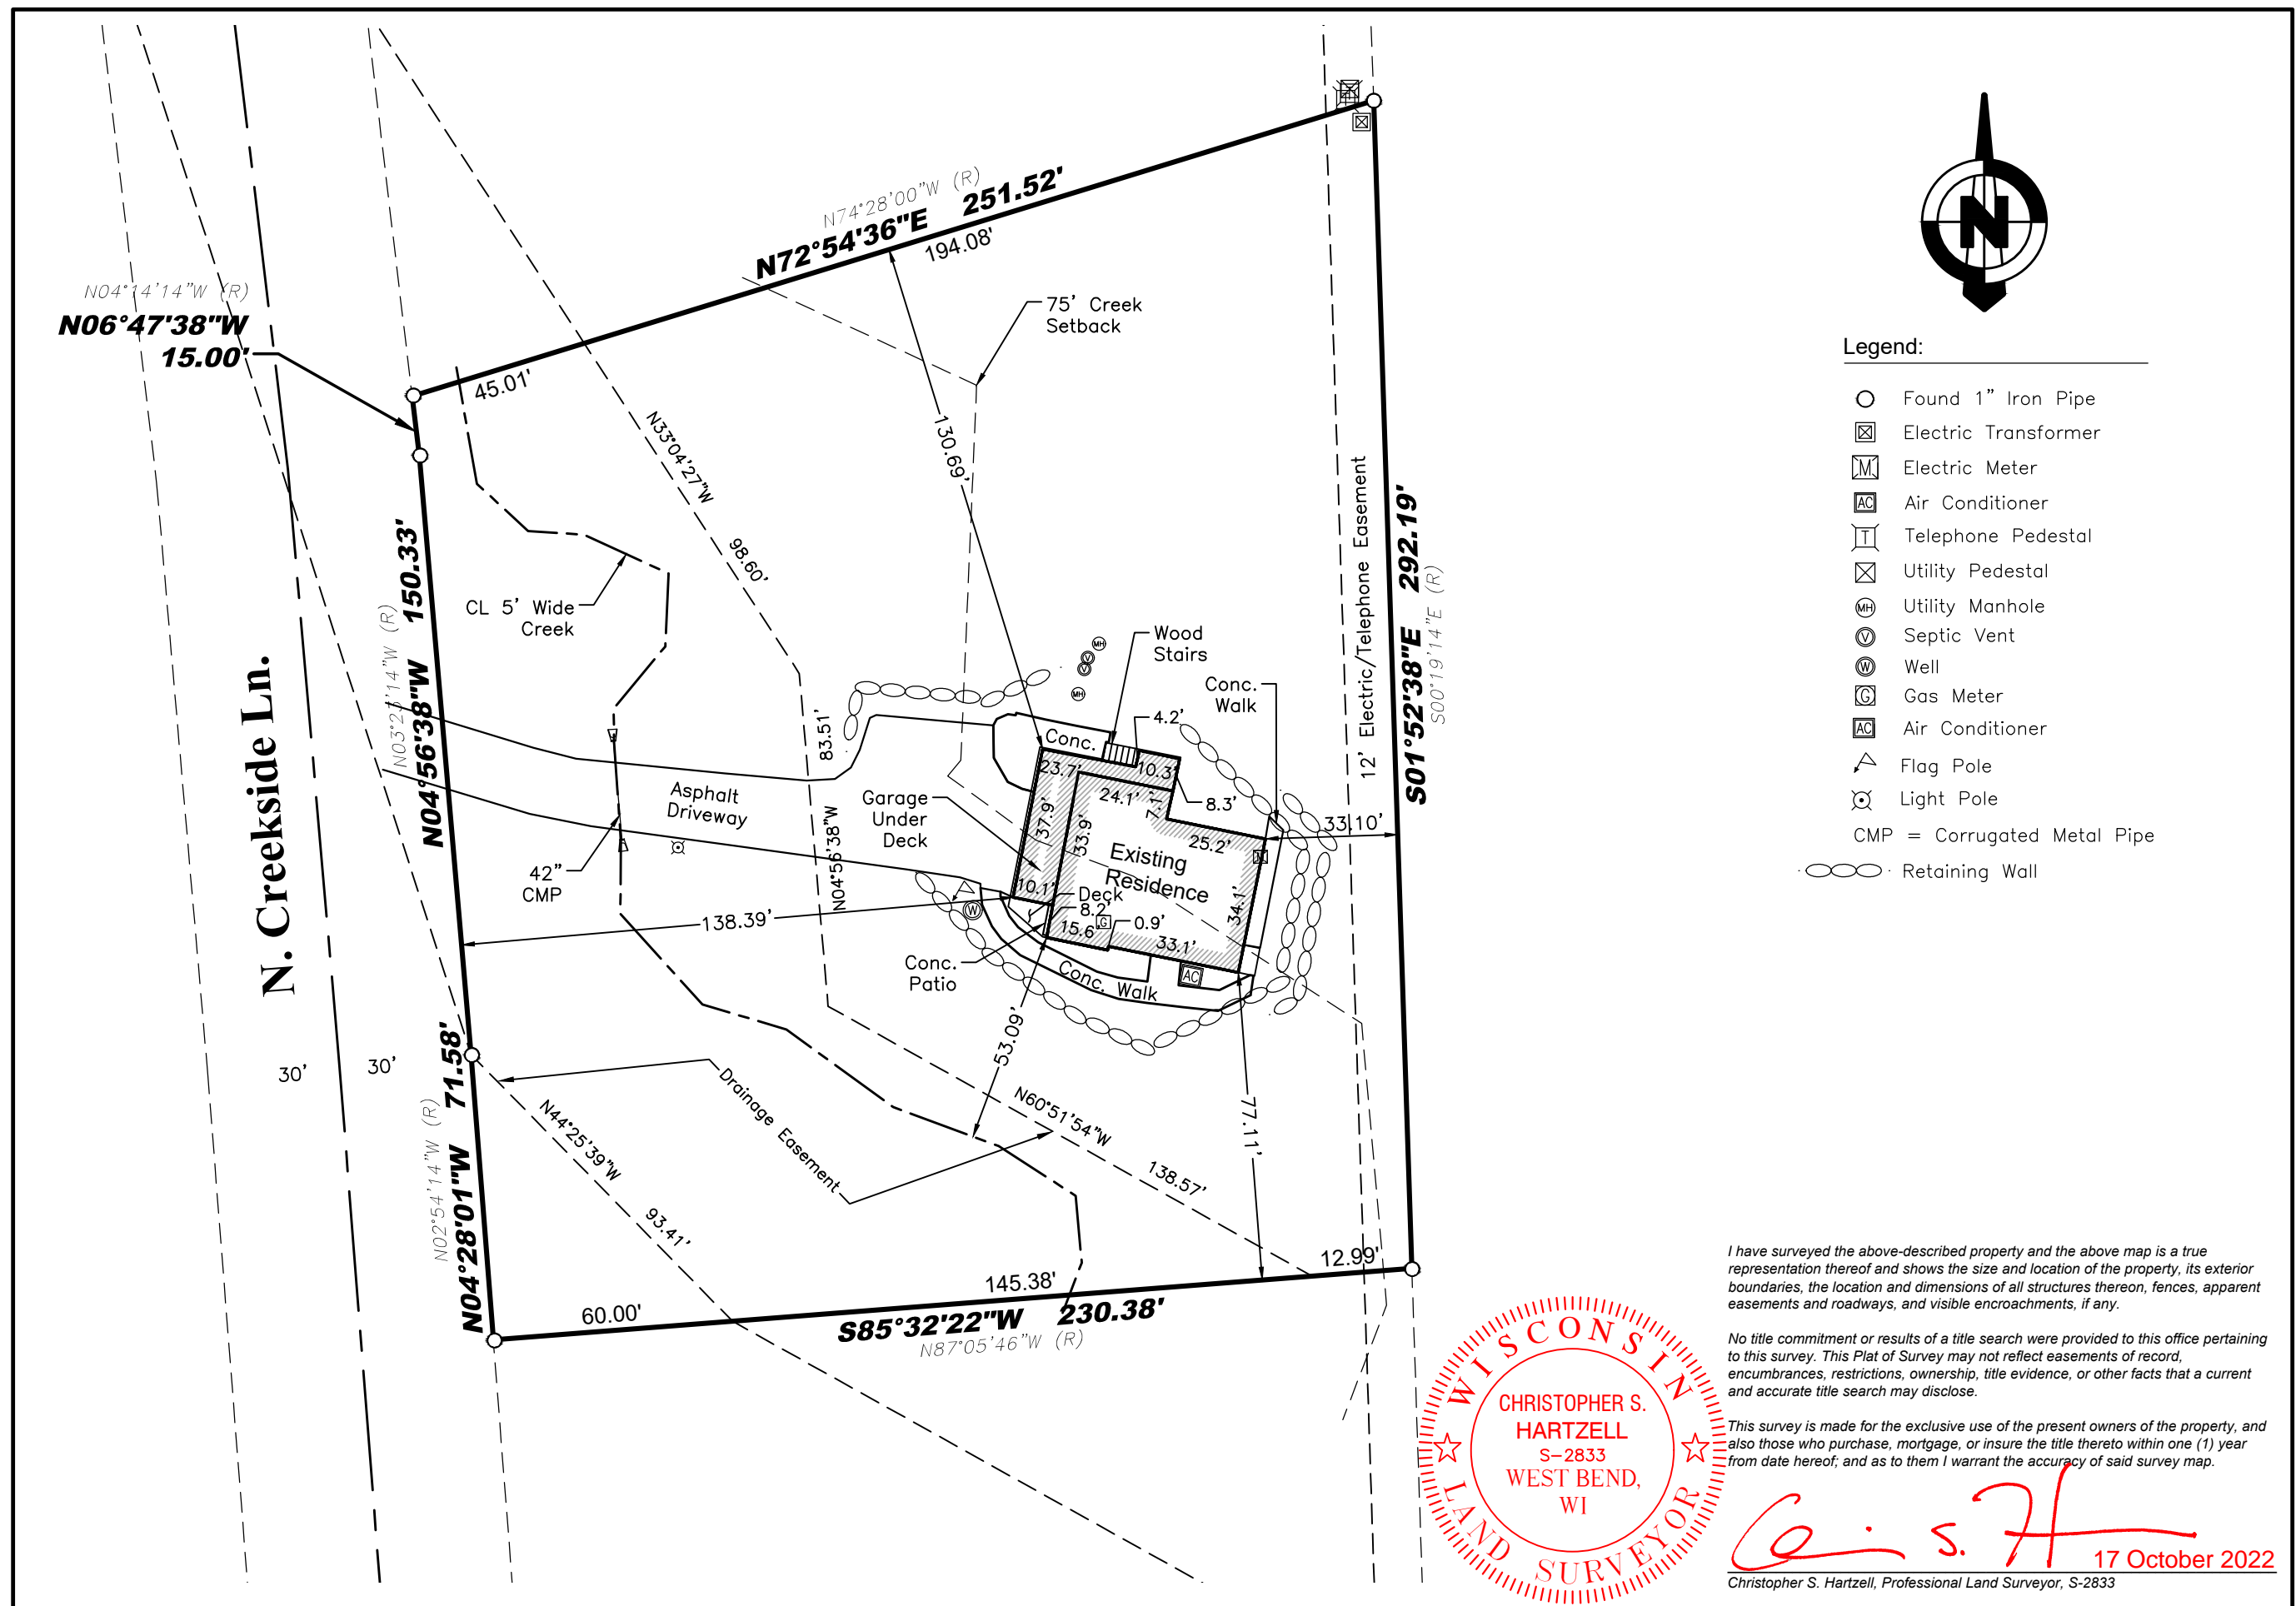 N74°28'00"W (R)
N72°54'36"E 251.52'
194.08'
N04°14'14"W (R)
N06°47'38"W
15.00'
45.01'
75' Creek
Setback
130.69'
N33°04'27"W
98.60'
12' Electric/Telephone Easement
S01°52'38"E 292.19'
S00°19'14"E (R)
CL 5' Wide
Creek
N03°23'14"W (R)
N04°56'38"W 150.33'
N. Creekside Ln.
83.51'
N04°56'38"W
Wood
Stairs
Conc.
Walk
4.2'
Conc.
23.7'
10.3'
8.3'
24.1'
7.1'
Asphalt
Driveway
Garage
Under
Deck
37.9'
33.9'
25.2'
33.10'
Existing
Residence
42"
CMP
10.1'
Deck
8.2'
0.9'
15.6'
33.1'
34.1'
138.39'
W
G
M
AC
MH
V
V
MH
T
Conc.
Patio
Conc. Walk
53.09'
77.11'
30'
30'
N02°54'14"W (R)
N04°28'01"W 71.58'
Drainage Easement
N44°25'39"W
93.41'
N60°51'54"W
138.57'
60.00'
145.38'
12.99'
S85°32'22"W 230.38'
N87°05'46"W (R)
N
Legend:
Found 1" Iron Pipe
Electric Transformer
M Electric Meter
AC Air Conditioner
T Telephone Pedestal
Utility Pedestal
MH Utility Manhole
V Septic Vent
W Well
G Gas Meter
AC Air Conditioner
Flag Pole
Light Pole
CMP = Corrugated Metal Pipe
Retaining Wall
I have surveyed the above-described property and the above map is a true
representation thereof and shows the size and location of the property, its exterior
boundaries, the location and dimensions of all structures thereon, fences, apparent
easements and roadways, and visible encroachments, if any.
No title commitment or results of a title search were provided to this office pertaining
to this survey. This Plat of Survey may not reflect easements of record,
encumbrances, restrictions, ownership, title evidence, or other facts that a current
and accurate title search may disclose.
This survey is made for the exclusive use of the present owners of the property, and
also those who purchase, mortgage, or insure the title thereto within one (1) year
from date hereof; and as to them I warrant the accuracy of said survey map.
WISCONSIN
CHRISTOPHER S.
HARTZELL
S-2833
WEST BEND,
WI
LAND SURVEYOR
17 October 2022
Christopher S. Hartzell, Professional Land Surveyor, S-2833